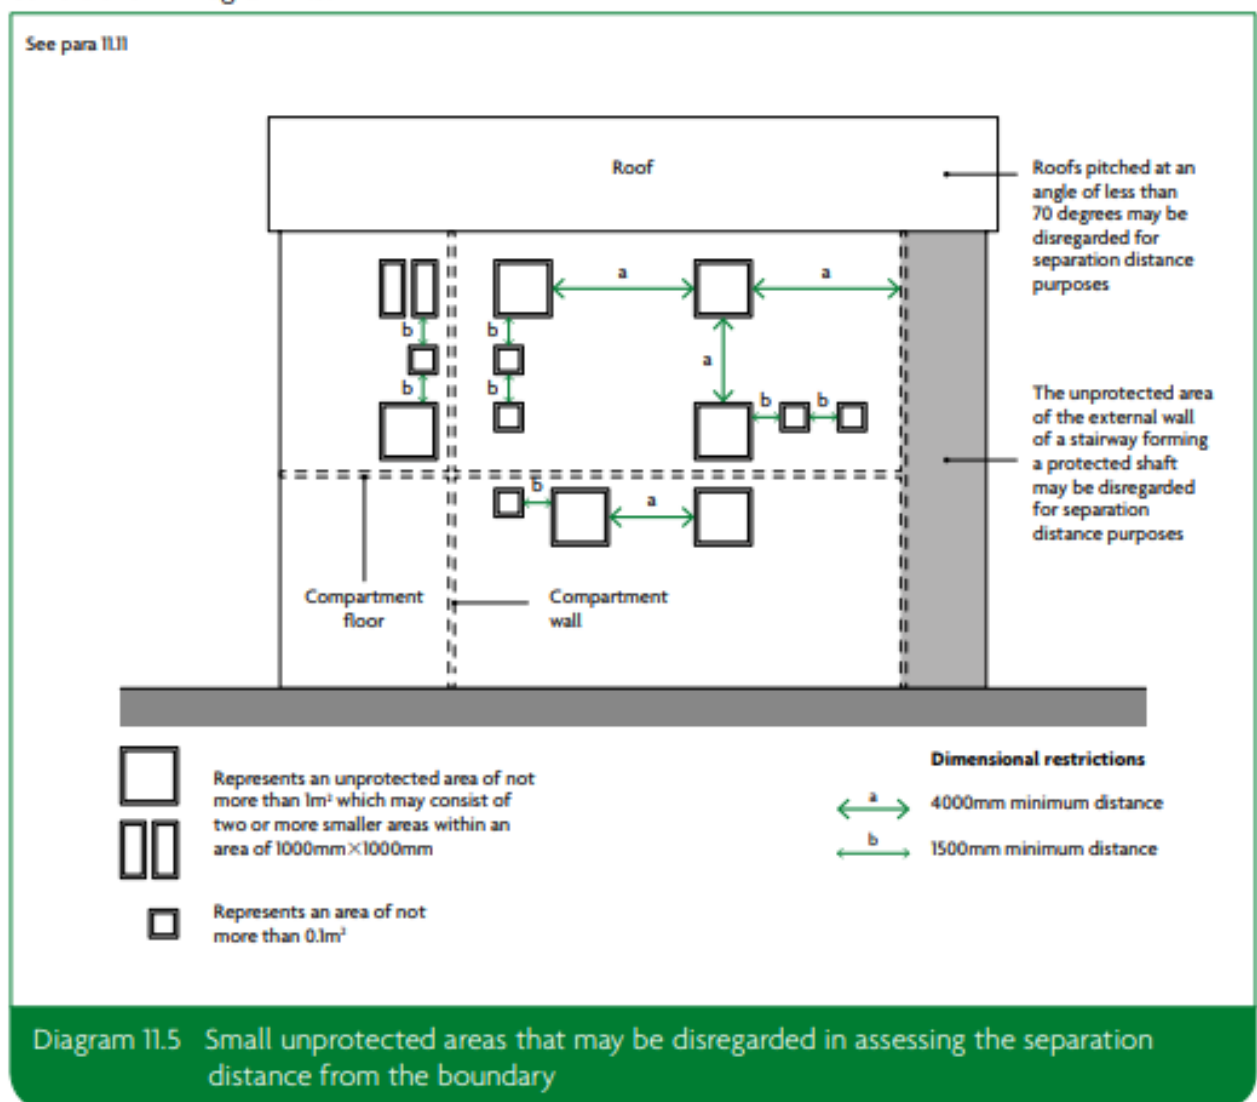 See para 11.11
Roof
Roofs pitched at an
angle of less than
70 degrees may be
disregarded for
separation distance
purposes
a
a
b
b
a
b
b
b
b
The unprotected area
of the external wall
of a stairway forming
a protected shaft
may be disregarded
for separation
distance purposes
b
a
Compartment
floor
Compartment
wall
Represents an unprotected area of not
more than 1m² which may consist of
two or more smaller areas within an
area of 1000mm×1000mm
Represents an area of not
more than 0.1m²
Dimensional restrictions
a
4000mm minimum distance
b
1500mm minimum distance
Diagram 11.5 Small unprotected areas that may be disregarded in assessing the separation
distance from the boundary